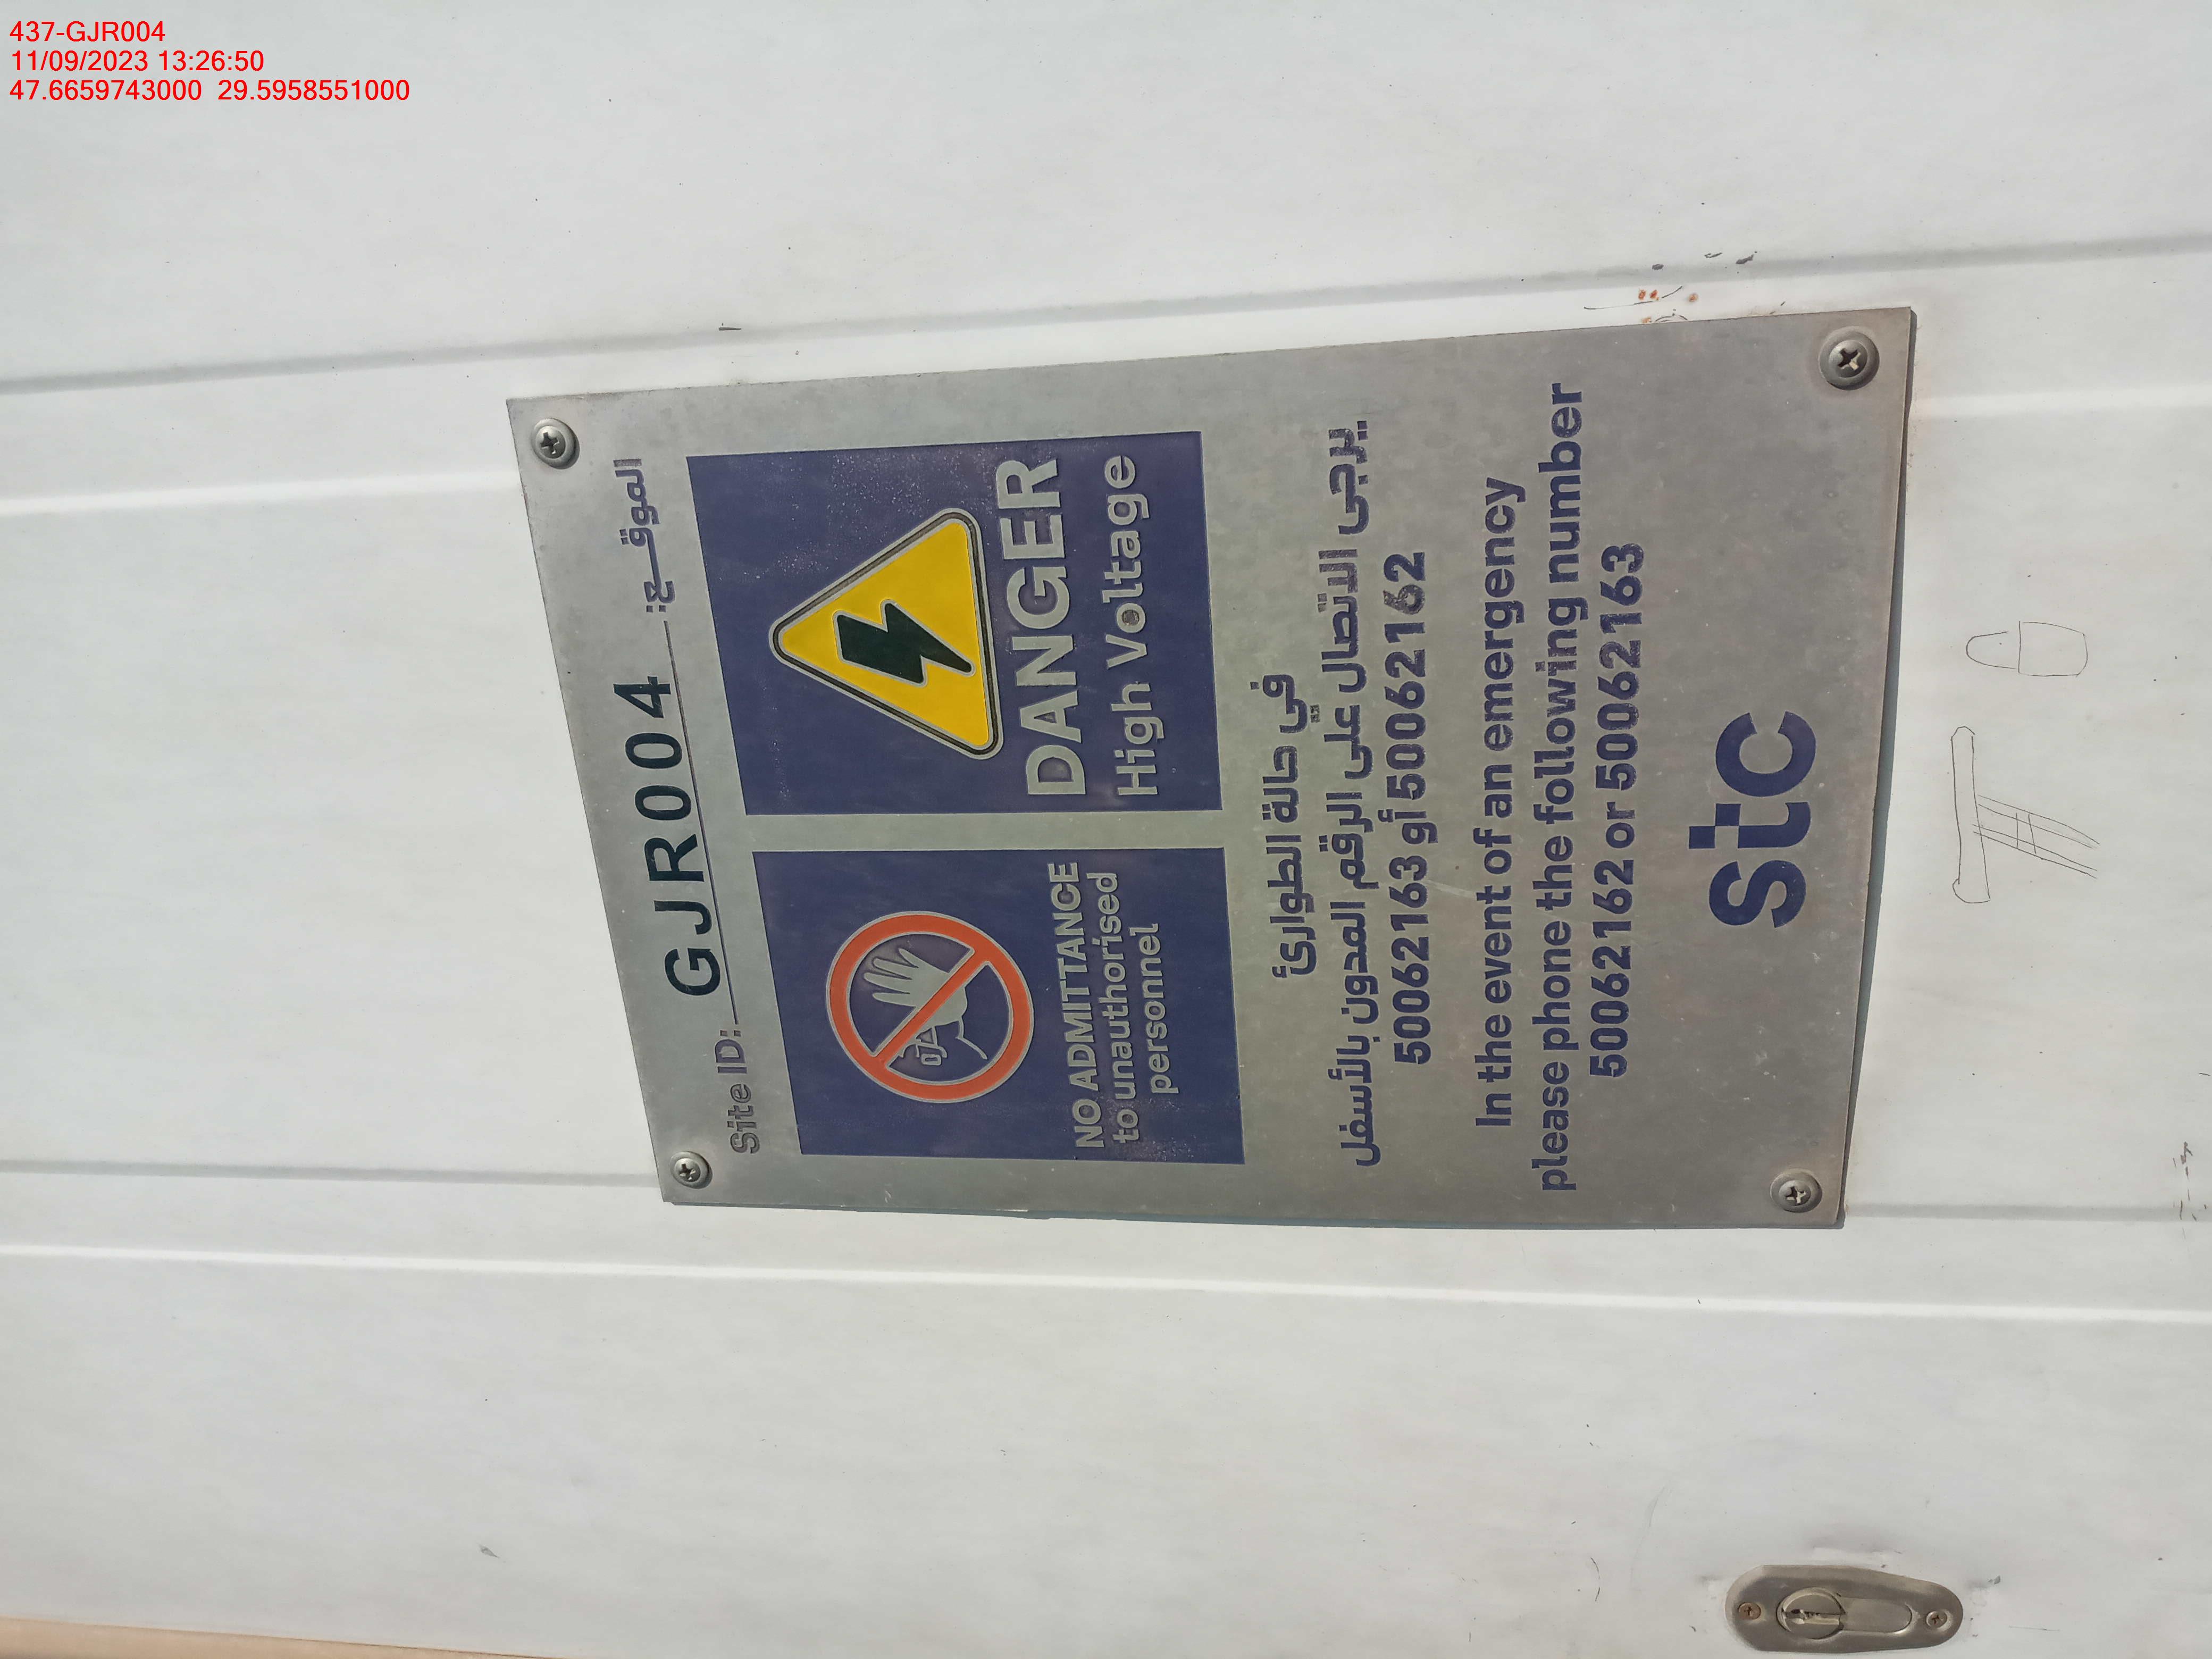 437-GJR004
11/09/2023 13:26:50
47.6659743000 29.5958551000
Site ID: GJR004 الموقـع:
NO ADMITTANCE
to unauthorised
personnel
DANGER
High Voltage
في حالة الطوارئ
يرجى الاتصال على الرقم المدون بالأسفل
50062163 أو 50062162
In the event of an emergency
please phone the following number
50062162 or 50062163
stc